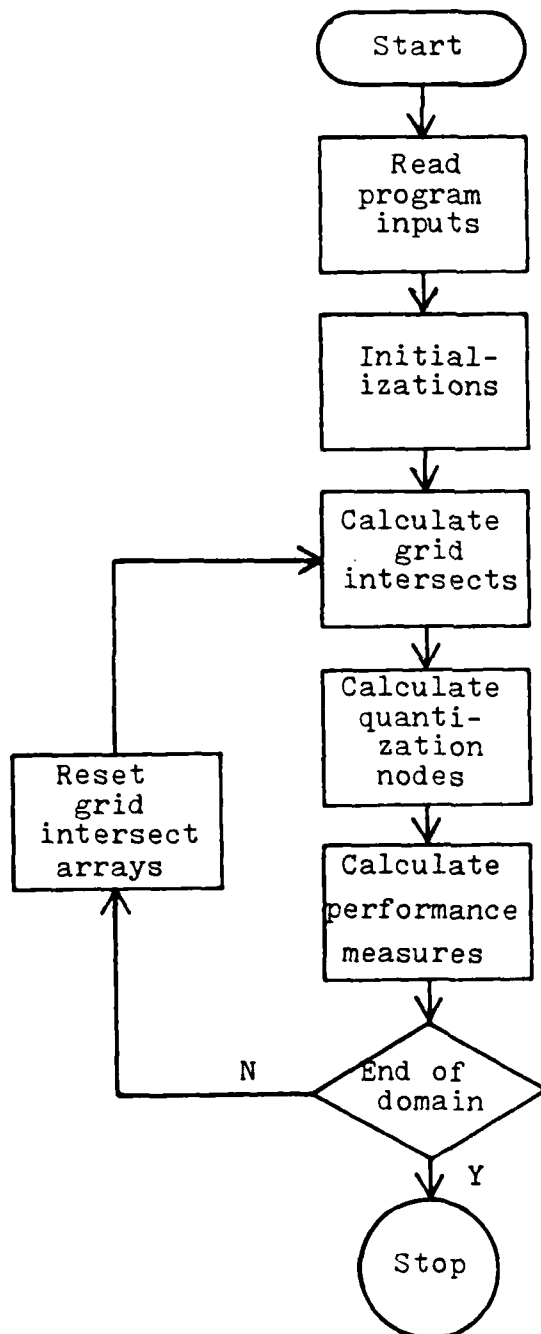 Start
Read
program
inputs
Initial-
izations
Calculate
grid
intersects
Calculate
quanti-
zation
nodes
Reset
grid
intersect
arrays
Calculate
performance
measures
N
End of
domain
Y
Stop